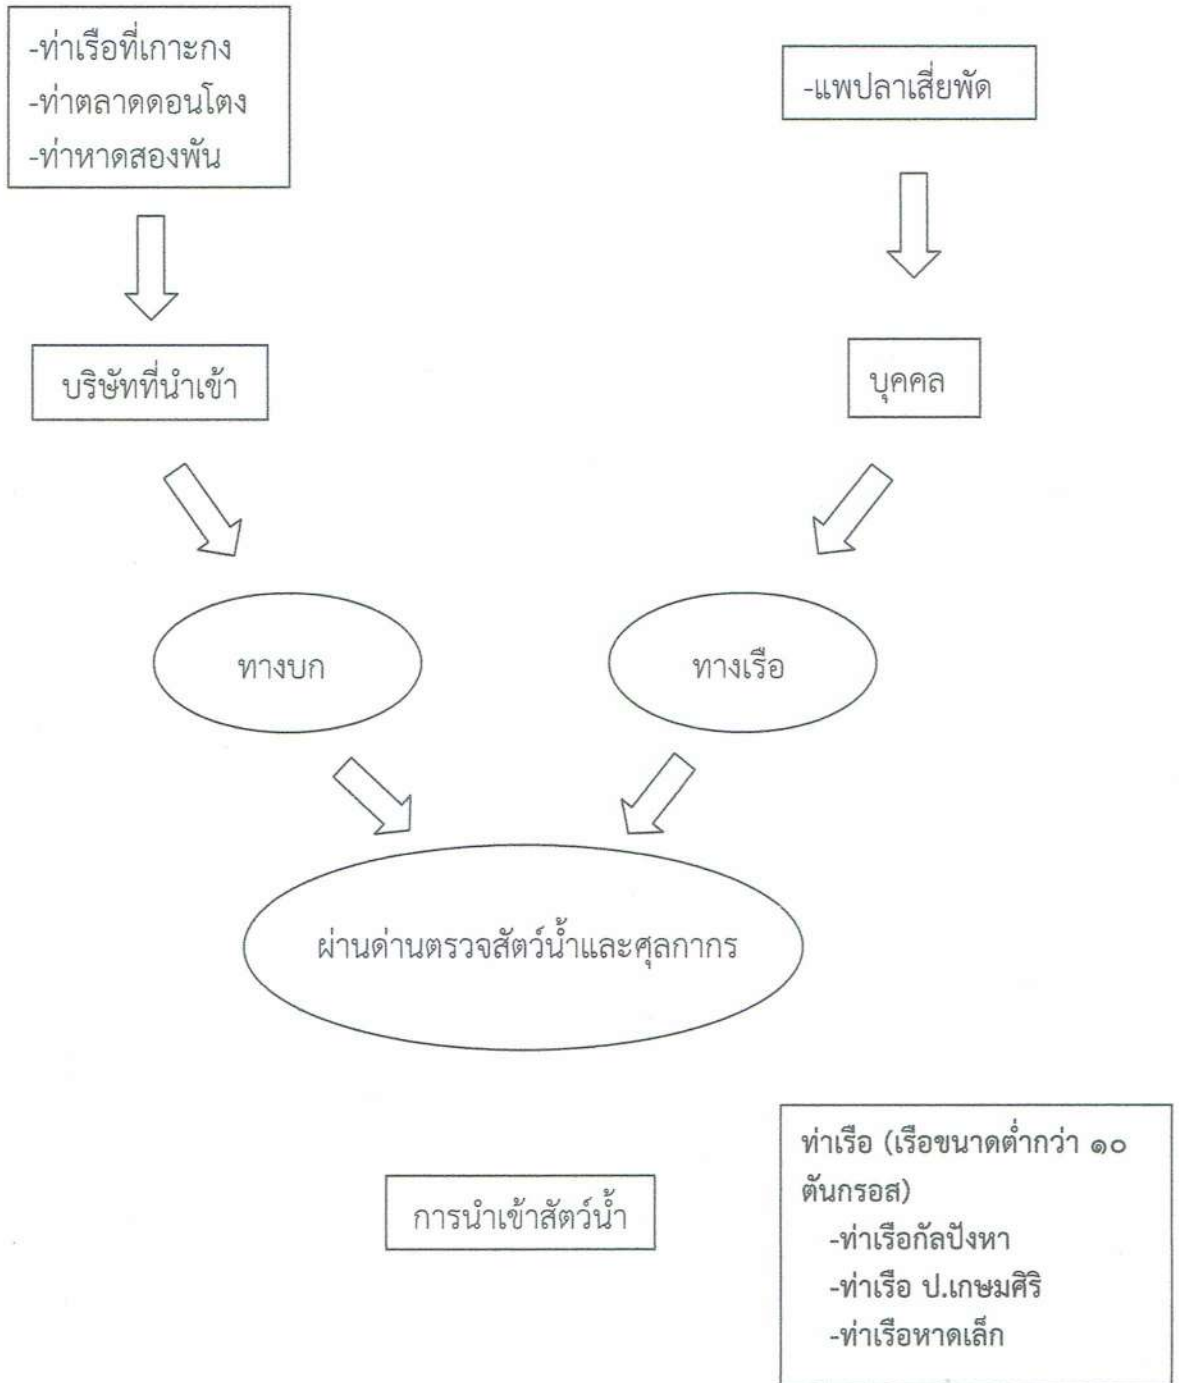 -ท่าเรือที่เกาะกง
-ท่าตลาดดอนโตง
-ท่าหาดสองพัน
-แพปลาเสี่ยพัด
บริษัทที่นำเข้า
บุคคล
ทางบก
ทางเรือ
ผ่านด่านตรวจสัตว์น้ำและศุลกากร
การนำเข้าสัตว์น้ำ
ท่าเรือ (เรือขนาดต่ำกว่า ๑๐
ตันกรอส)
-ท่าเรือกัลปังหา
-ท่าเรือ ป.เกษมศิริ
-ท่าเรือหาดเล็ก